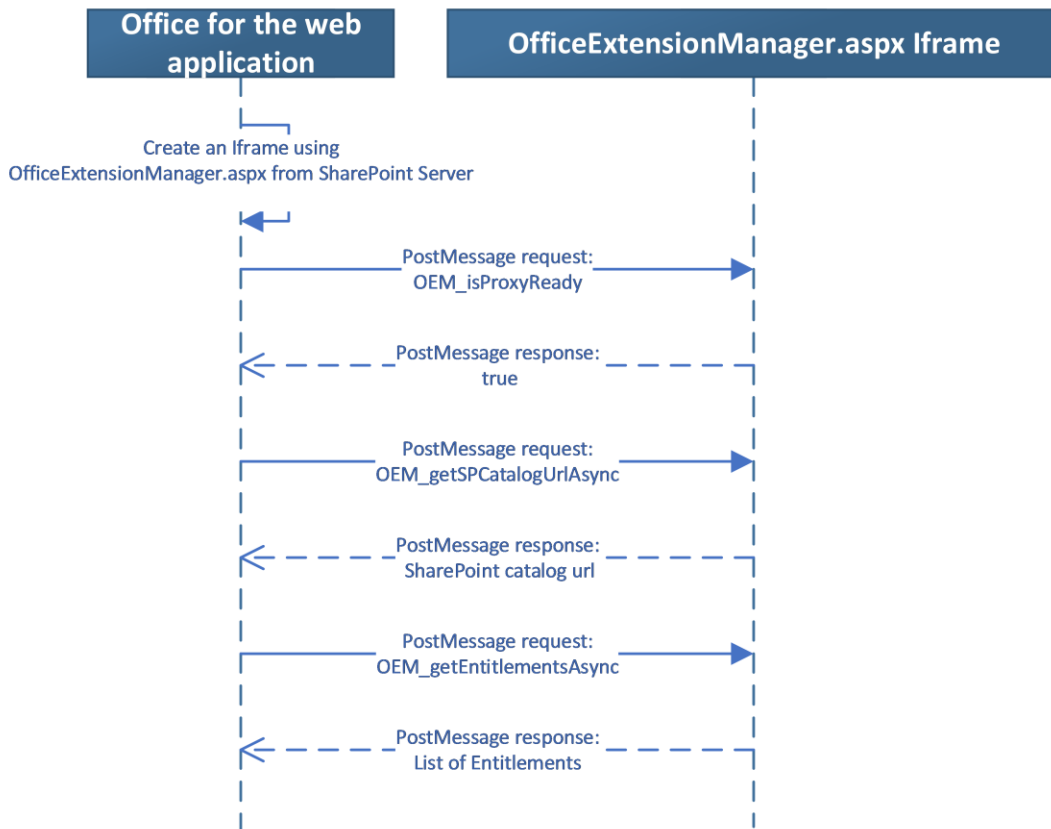 Office for the web
application
OfficeExtensionManager.aspx Iframe
Create an Iframe using
OfficeExtensionManager.aspx from SharePoint Server
PostMessage request:
OEM_isProxyReady
PostMessage response:
true
PostMessage request:
OEM_getSPCatalogUrlAsync
PostMessage response:
SharePoint catalog url
PostMessage request:
OEM_getEntitlementsAsync
PostMessage response:
List of Entitlements